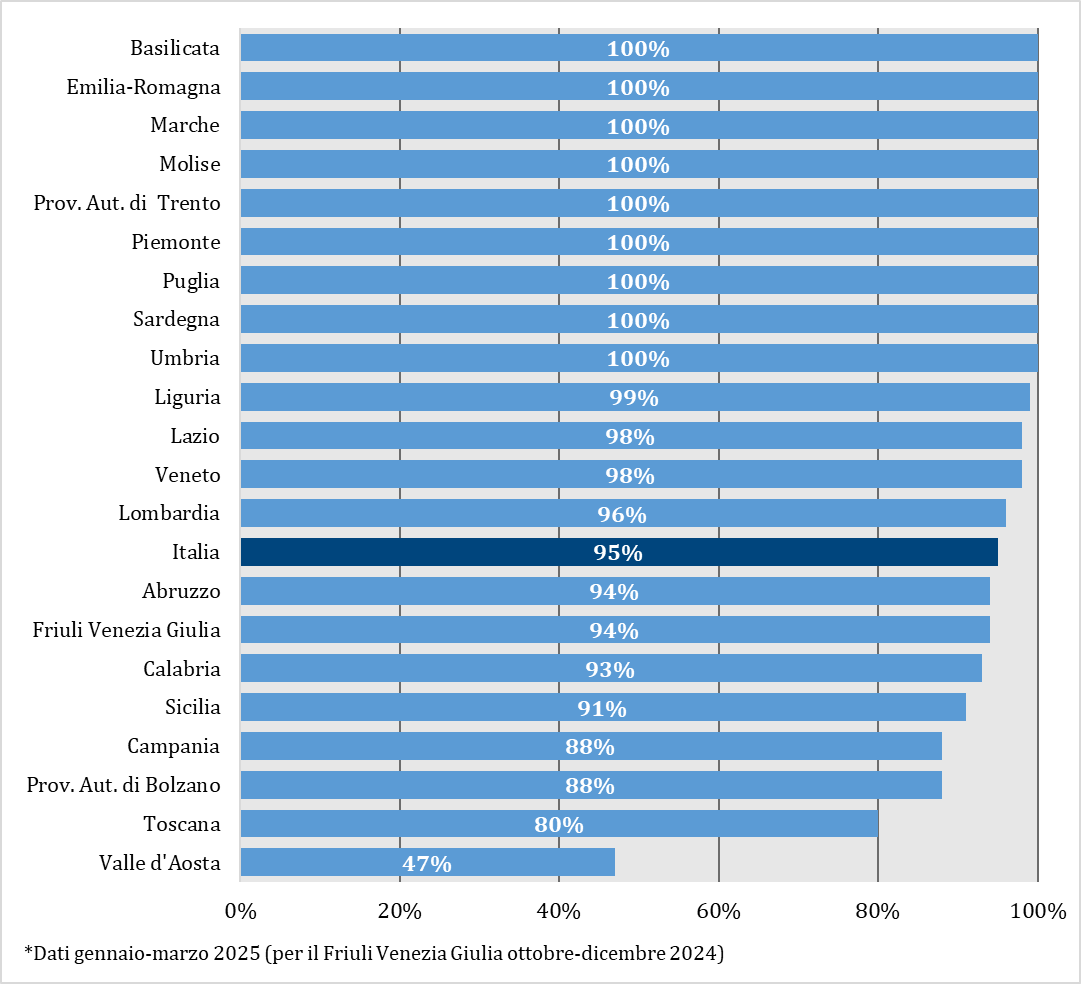 Basilicata 100%
Emilia-Romagna 100%
Marche 100%
Molise 100%
Prov. Aut. di  Trento 100%
Piemonte 100%
Puglia 100%
Sardegna 100%
Umbria 100%
Liguria 99%
Lazio 98%
Veneto 98%
Lombardia 96%
Italia 95%
Abruzzo 94%
Friuli Venezia Giulia 94%
Calabria 93%
Sicilia 91%
Campania 88%
Prov. Aut. di Bolzano 88%
Toscana 80%
Valle d'Aosta 47%
0% 20% 40% 60% 80% 100%
*Dati gennaio-marzo 2025 (per il Friuli Venezia Giulia ottobre-dicembre 2024)